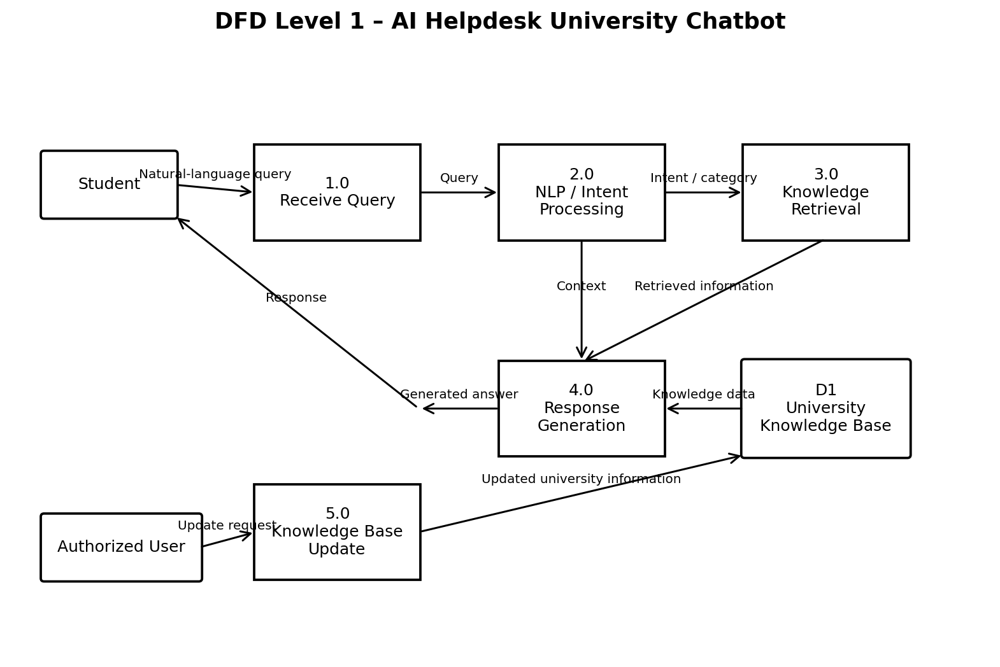 DFD Level 1 – AI Helpdesk University Chatbot
Student
Natural-language query
1.0
Receive Query
Query
2.0
NLP / Intent
Processing
Intent / category
3.0
Knowledge
Retrieval
Response
Context
Retrieved information
Generated answer
4.0
Response
Generation
Knowledge data
D1
University
Knowledge Base
Updated university information
Authorized User
Update request
5.0
Knowledge Base
Update